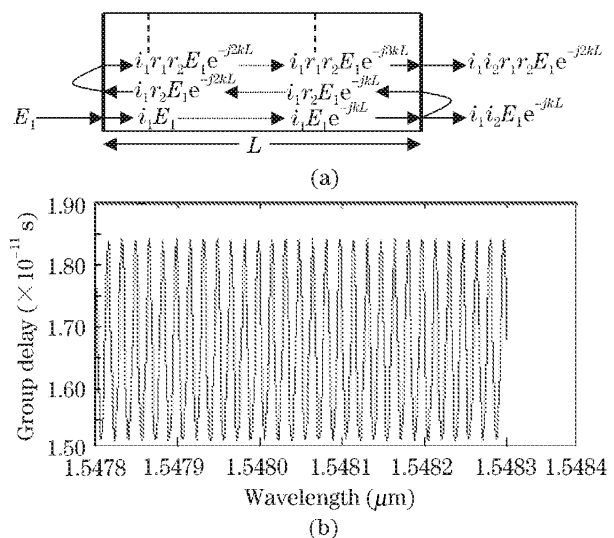 i₁r₁r₂E₁e^{-j2kL} i₁r₁r₂E₁e^{-j3kL} i₁i₂r₁r₂E₁e^{-j2kL}
i₁r₂E₁e^{-j2kL} i₁r₂E₁e^{-jkL}
E₁ i₁E₁ i₁E₁e^{-jkL} i₁i₂E₁e^{-jkL}
L
(a)
1.90
1.80
1.70
1.60
1.50
Group delay (×10⁻¹¹ s)
1.5478 1.5479 1.5480 1.5481 1.5482 1.5483 1.5484
Wavelength (μm)
(b)